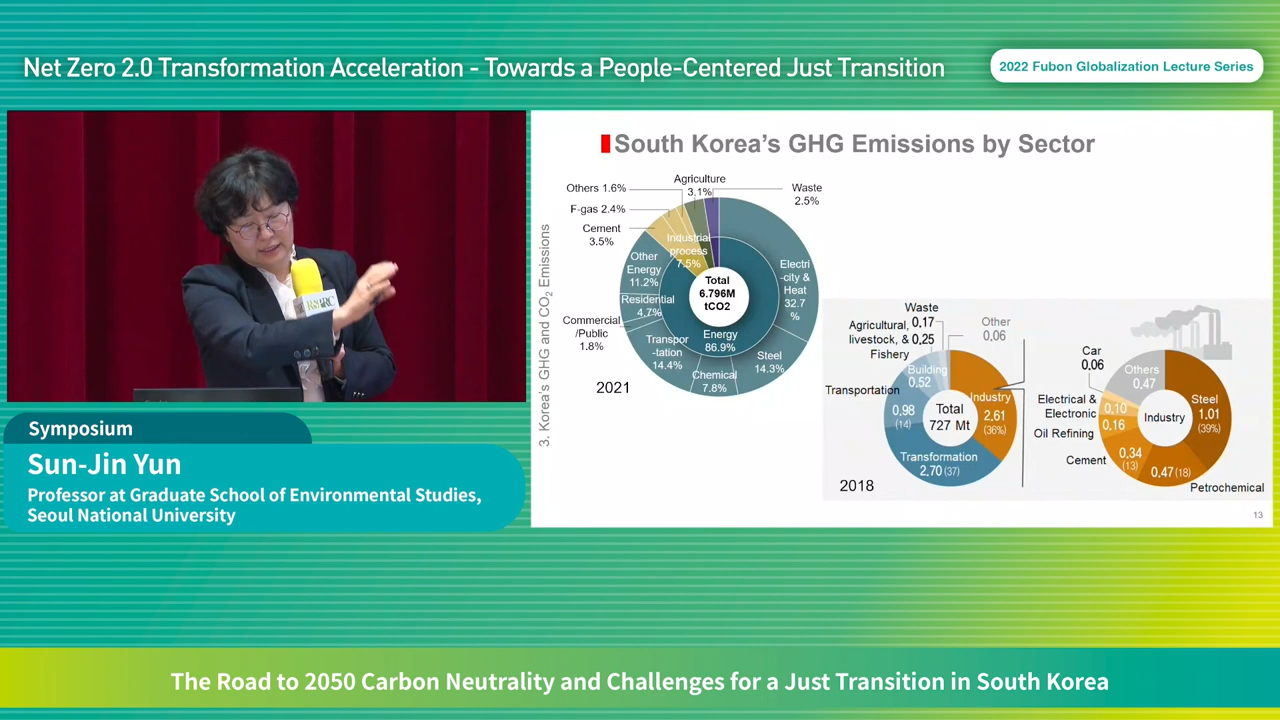 Net Zero 2.0 Transformation Acceleration - Towards a People-Centered Just Transition
2022 Fubon Globalization Lecture Series
Symposium
Sun-Jin Yun
Professor at Graduate School of Environmental Studies,
Seoul National University
South Korea's GHG Emissions by Sector
3. Korea's GHG and CO2 Emissions
Agriculture
3.1%
Others 1.6%
Waste
2.5%
F-gas 2.4%
Cement
3.5%
Industrial
process
7.5%
Other
Energy
11.2%
Electri
-city &
Heat
32.7
%
Total
6.796M
tCO2
Residential
4.7%
Commercial
/Public
1.8%
Energy
86.9%
Transpor
-tation
14.4%
Steel
14.3%
Chemical
7.8%
2021
Waste
0,17
Agricultural,
livestock, & 0,25
Fishery
Other
0,06
Building
0,52
Transportation
0,98
(14)
Industry
2,61
(36%)
Total
727 Mt
Transformation
2,70 (37)
2018
Car
0,06
Others
0,47
Electrical &
Electronic
0,10
Oil Refining
0,16
Industry
Steel
1,01
(39%)
Cement
0,34
(13)
0,47 (18)
Petrochemical
13
The Road to 2050 Carbon Neutrality and Challenges for a Just Transition in South Korea